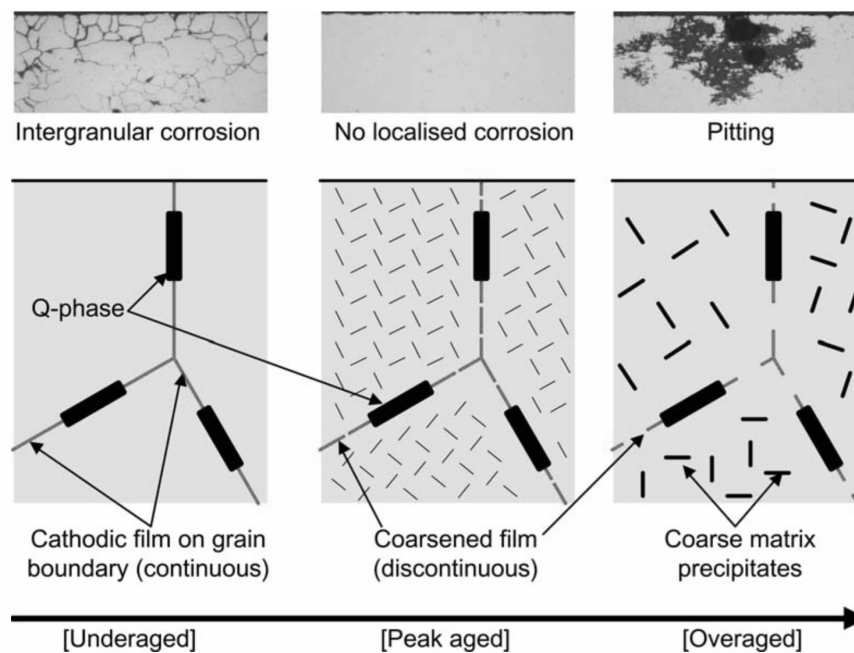 Intergranular corrosion
No localised corrosion
Pitting
Q-phase
Cathodic film on grain
boundary (continuous)
Coarsened film
(discontinuous)
Coarse matrix
precipitates
[Underaged]
[Peak aged]
[Overaged]